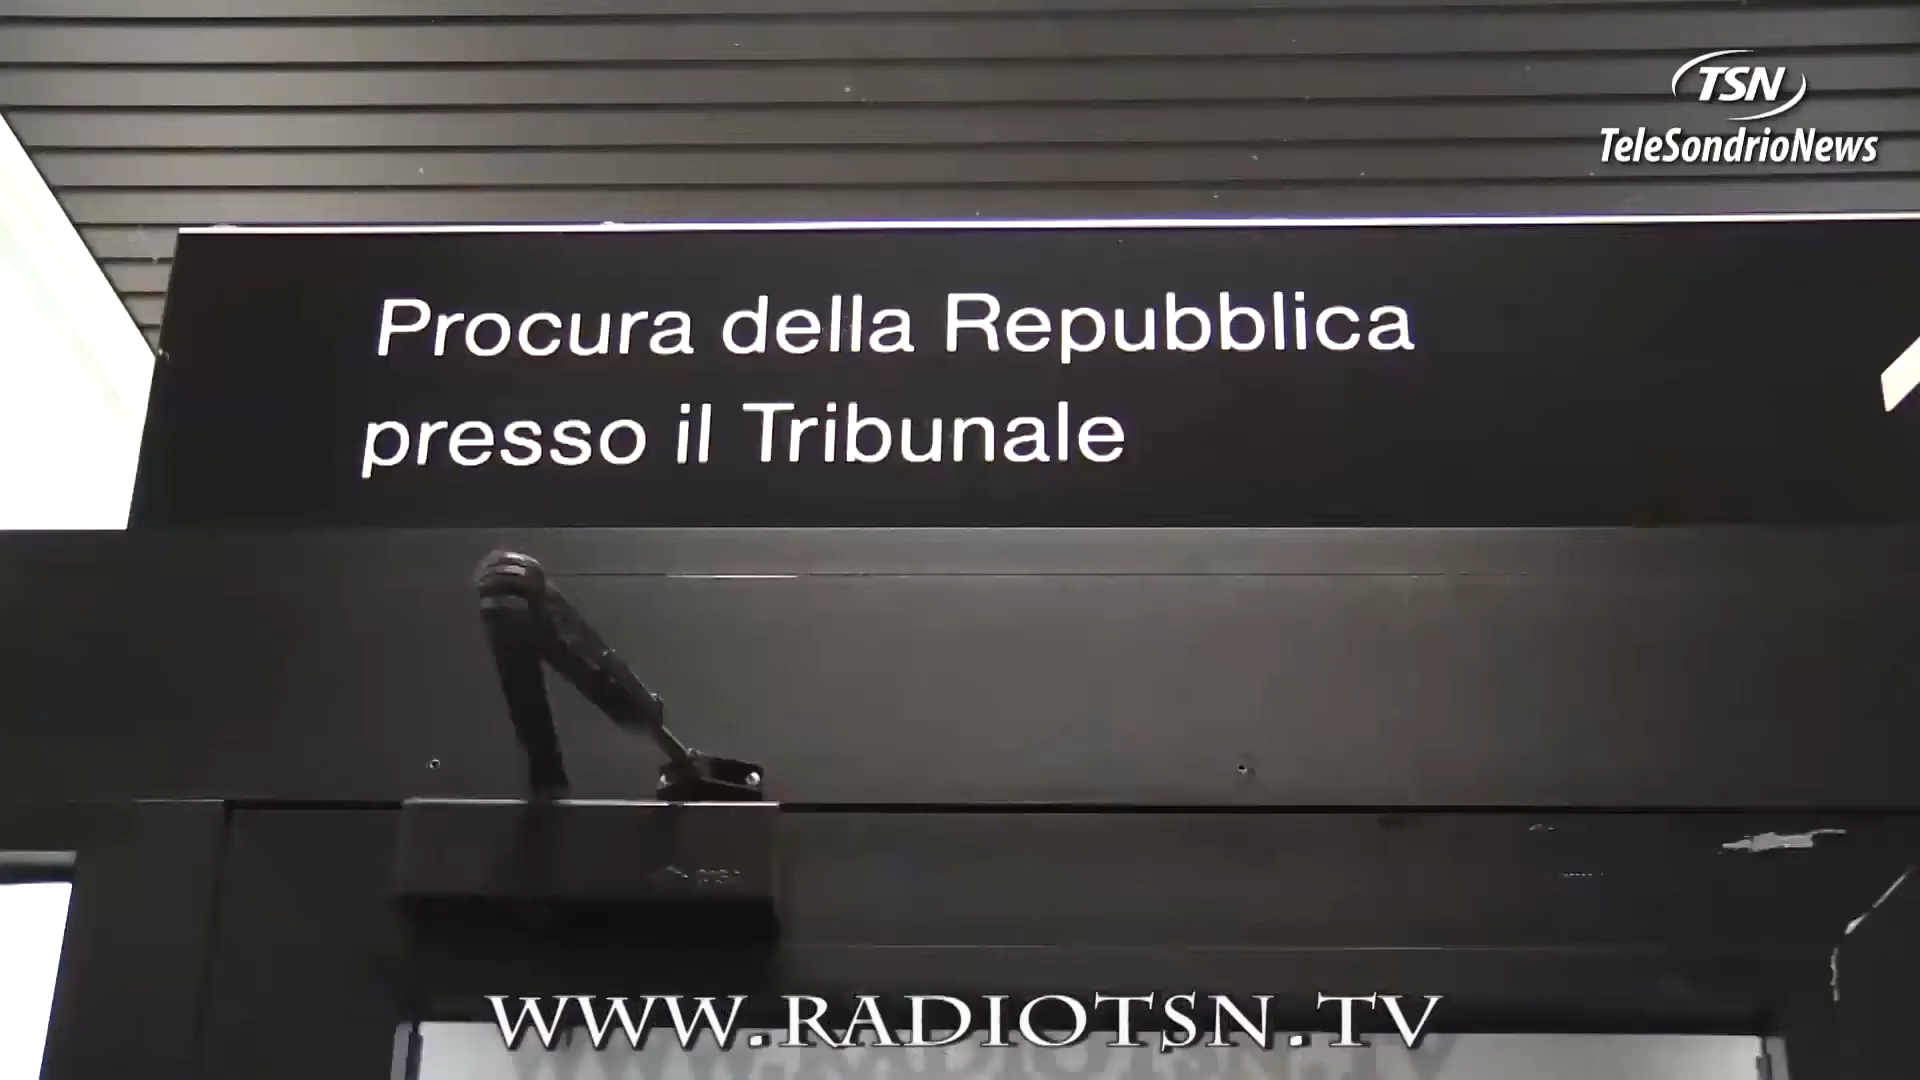 TSN
TeleSondrioNews
Procura della Repubblica
presso il Tribunale
WWW.RADIOTSN.TV